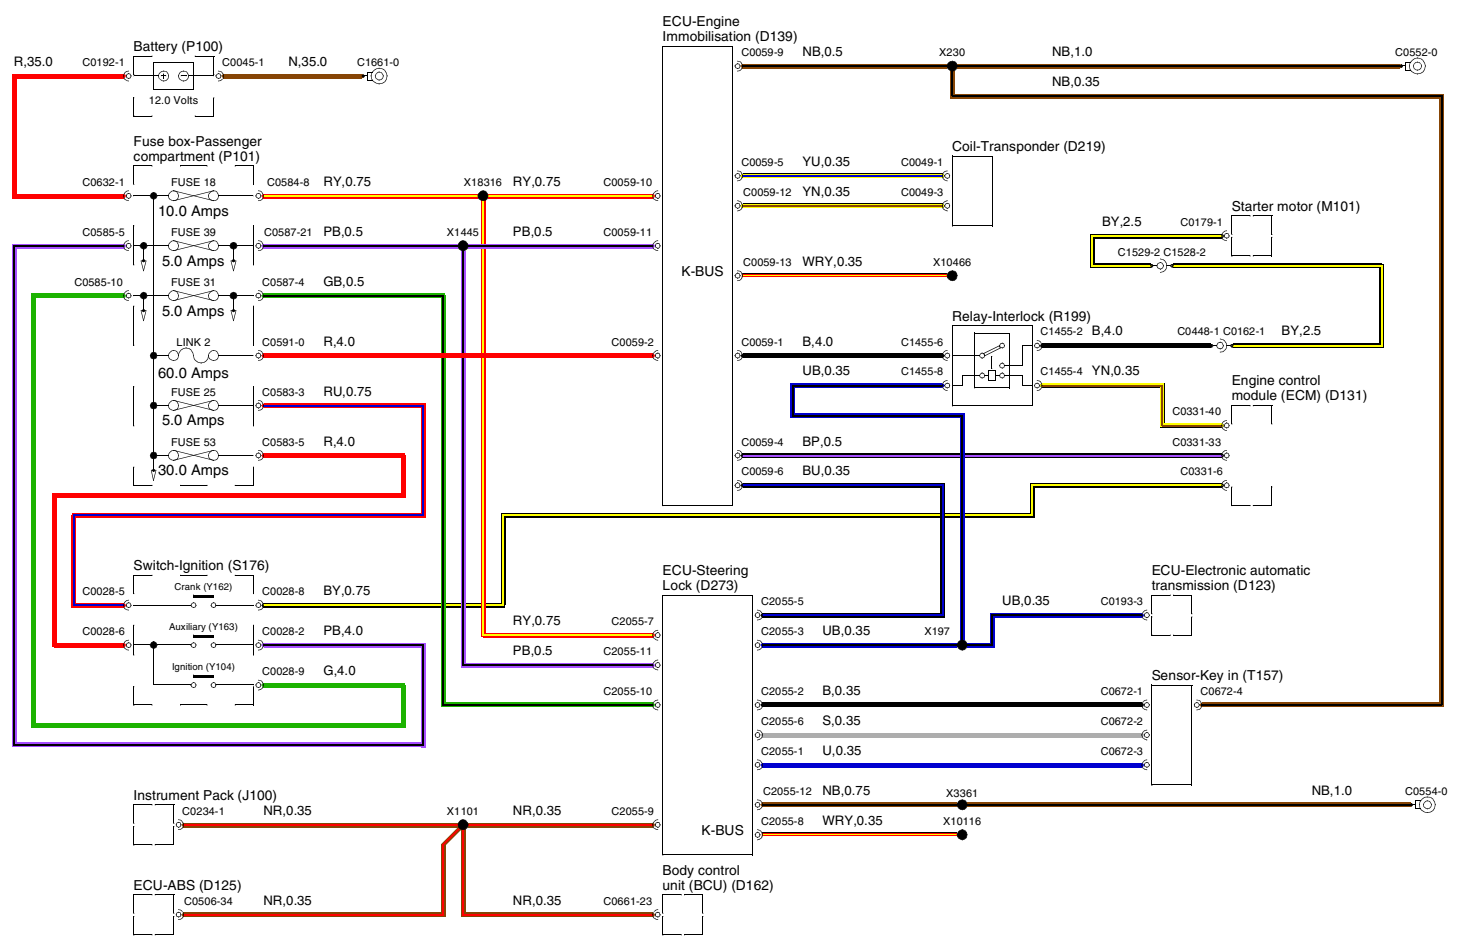 ECU-Engine
Immobilisation (D139)
Battery (P100)
R,35.0 C0192-1 C0045-1 N,35.0 C1661-0
12.0 Volts
C0059-9 NB,0.5 X230 NB,1.0 C0552-0
NB,0.35
Fuse box-Passenger
compartment (P101)
C0632-1 FUSE 18 C0584-8 RY,0.75 X18316 RY,0.75 C0059-10
10.0 Amps
C0585-5 FUSE 39 C0587-21 PB,0.5 X1445 PB,0.5 C0059-11
5.0 Amps
C0585-10 FUSE 31 C0587-4 GB,0.5
5.0 Amps
LINK 2 C0591-0 R,4.0 C0059-2
60.0 Amps
FUSE 25 C0583-3 RU,0.75
5.0 Amps
FUSE 53 C0583-5 R,4.0
30.0 Amps
K-BUS
C0059-5 YU,0.35 C0049-1
Coil-Transponder (D219)
C0059-12 YN,0.35 C0049-3
C0059-13 WRY,0.35 X10466
Starter motor (M101)
BY,2.5 C0179-1
C1529-2 C1528-2
Relay-Interlock (R199)
C0059-1 B,4.0 C1455-6
C1455-2 B,4.0 C0448-1 C0162-1 BY,2.5
UB,0.35 C1455-8
C1455-4 YN,0.35
Engine control
module (ECM) (D131)
C0331-40
C0059-4 BP,0.5 C0331-33
C0059-6 BU,0.35 C0331-6
Switch-Ignition (S176)
C0028-5 Crank (Y162) C0028-8 BY,0.75
C0028-6 Auxiliary (Y163) C0028-2 PB,4.0
Ignition (Y104) C0028-9 G,4.0
ECU-Steering
Lock (D273)
RY,0.75 C2055-7
PB,0.5 C2055-11
C2055-10
C2055-5
C2055-3 UB,0.35 X197
UB,0.35 C0193-3
ECU-Electronic automatic
transmission (D123)
Sensor-Key in (T157)
C2055-2 B,0.35 C0672-1 C0672-4
C2055-6 S,0.35 C0672-2
C2055-1 U,0.35 C0672-3
C2055-12 NB,0.75 X3361 NB,1.0 C0554-0
C2055-8 WRY,0.35 X10116
K-BUS
Instrument Pack (J100)
C0234-1 NR,0.35 X1101 NR,0.35 C2055-9
ECU-ABS (D125)
C0506-34 NR,0.35
Body control
unit (BCU) (D162)
NR,0.35 C0661-23